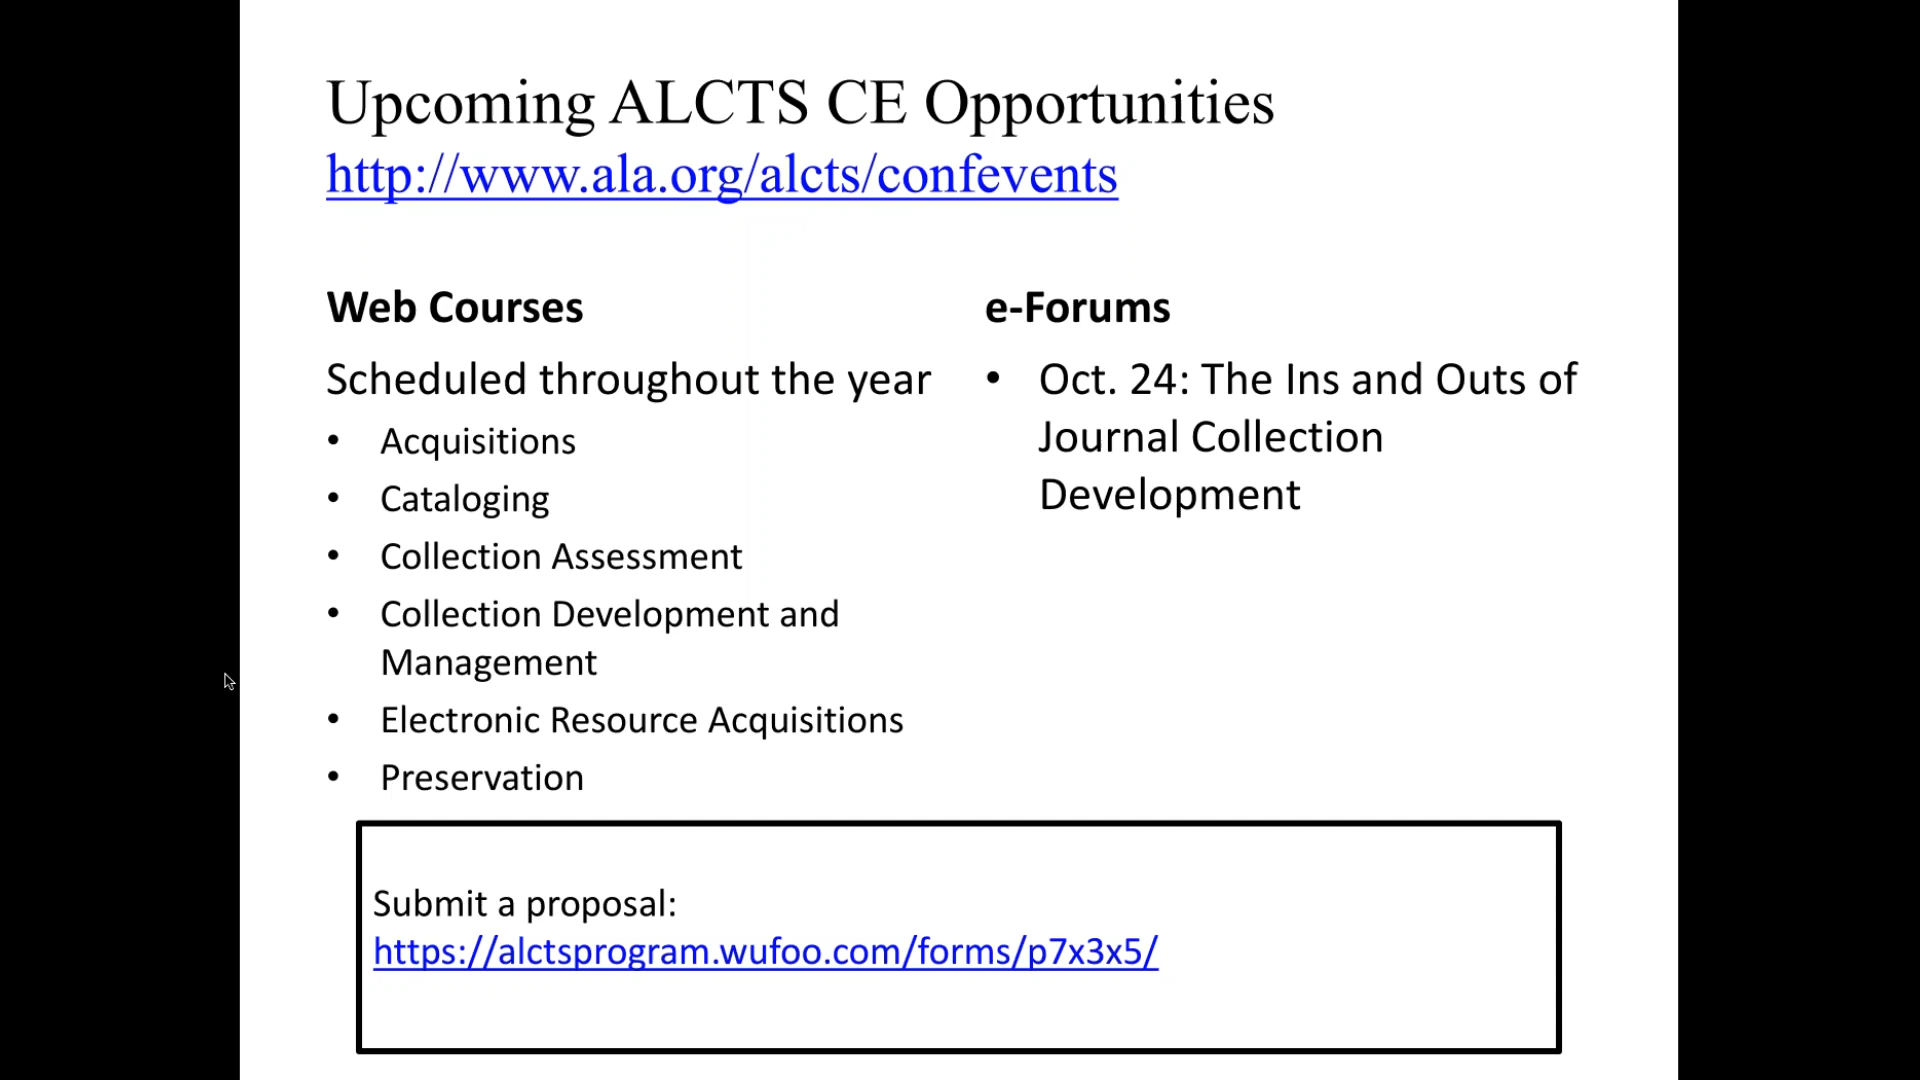 Upcoming ALCTS CE Opportunities
http://www.ala.org/alcts/confevents
Web Courses
Scheduled throughout the year
• Acquisitions
• Cataloging
• Collection Assessment
• Collection Development and
Management
• Electronic Resource Acquisitions
• Preservation
e-Forums
• Oct. 24: The Ins and Outs of
Journal Collection
Development
Submit a proposal:
https://alctsprogram.wufoo.com/forms/p7x3x5/